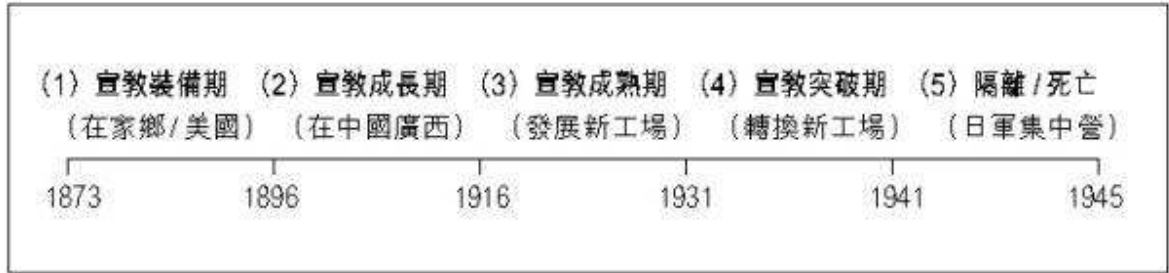 (1) 宣教裝備期 (2) 宣教成長期 (3) 宣教成熟期 (4) 宣教突破期 (5) 隔離/死亡
(在家鄉/美國) (在中國廣西) (發展新工場) (轉換新工場) (日軍集中營)
1873 1896 1916 1931 1941 1945